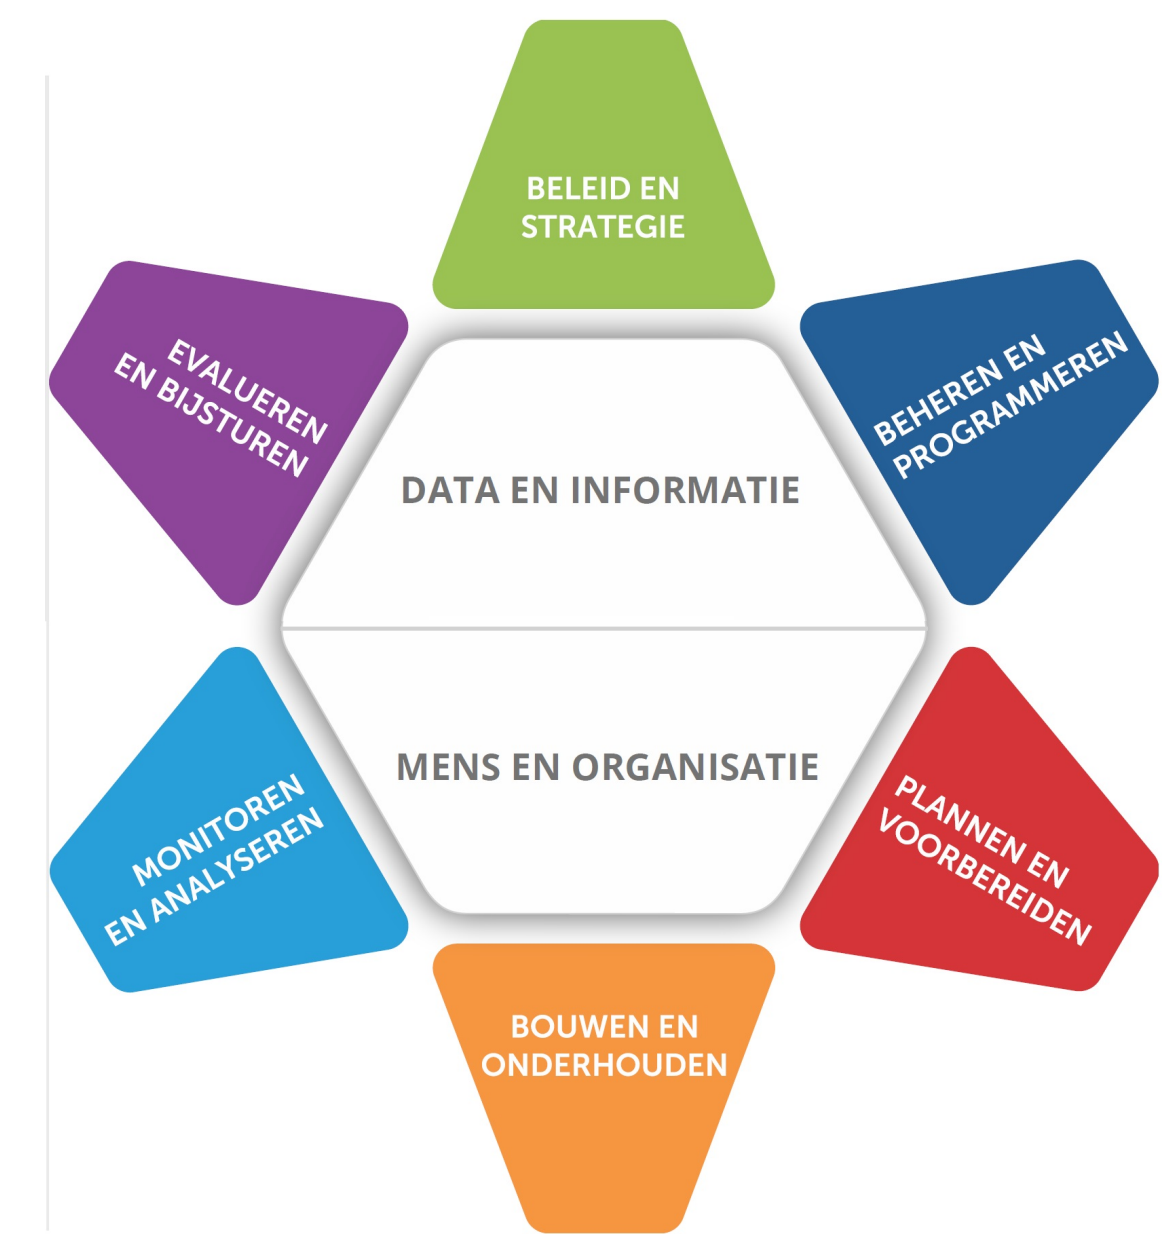 BELEID EN
STRATEGIE
BEHEREN EN
PROGRAMMEREN
PLANNEN EN
VOORBEREIDEN
BOUWEN EN
ONDERHOUDEN
MONITOREN
EN ANALYSEREN
EVALUEREN
EN BIJSTUREN
DATA EN INFORMATIE
MENS EN ORGANISATIE